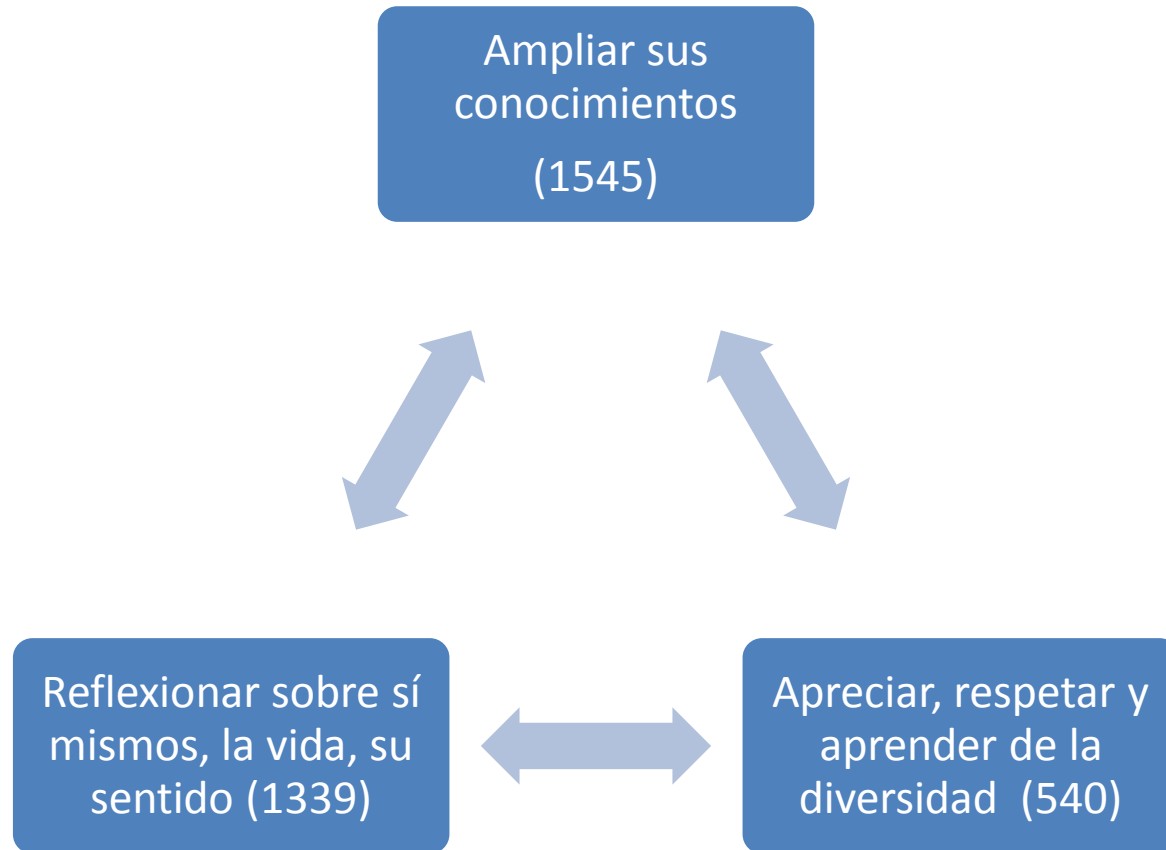 Ampliar sus
conocimientos
(1545)
Reflexionar sobre sí
mismos, la vida, su
sentido (1339)
Apreciar, respetar y
aprender de la
diversidad  (540)